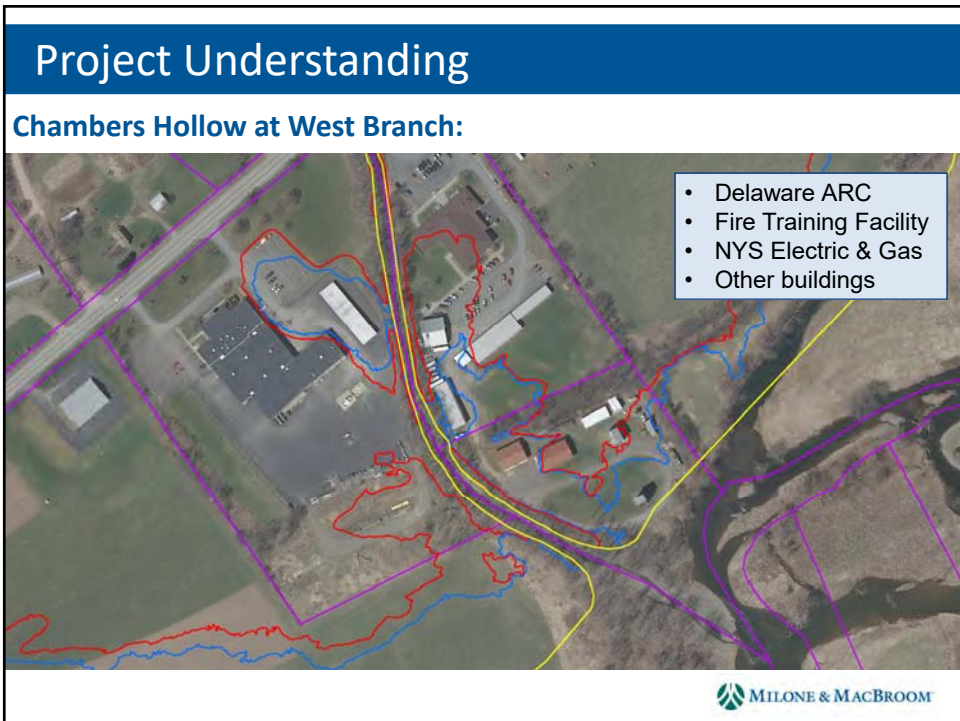 Project Understanding
Chambers Hollow at West Branch:
• Delaware ARC
• Fire Training Facility
• NYS Electric & Gas
• Other buildings
MILONE & MACBROOM